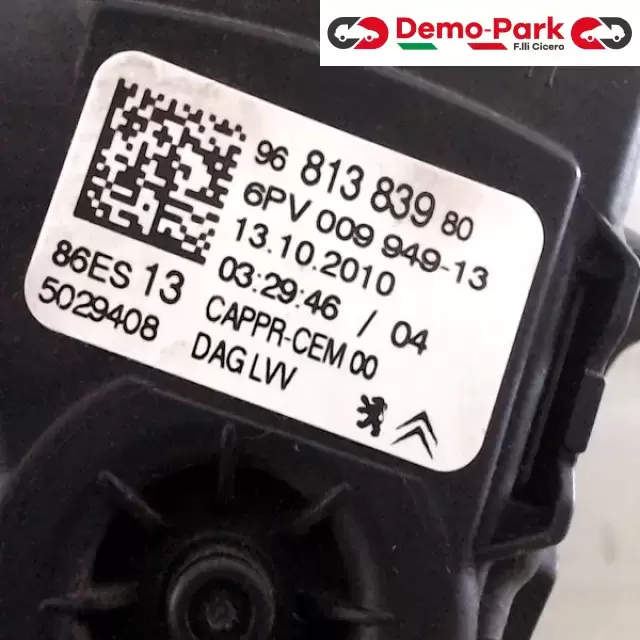 Demo-Park
F.lli Cicero
96 813 839 80
6PV 009 949-13
13.10.2010
03:29:46 / 04
86ES 13
CAPPR-CEM 00
5029408
DAG LVV